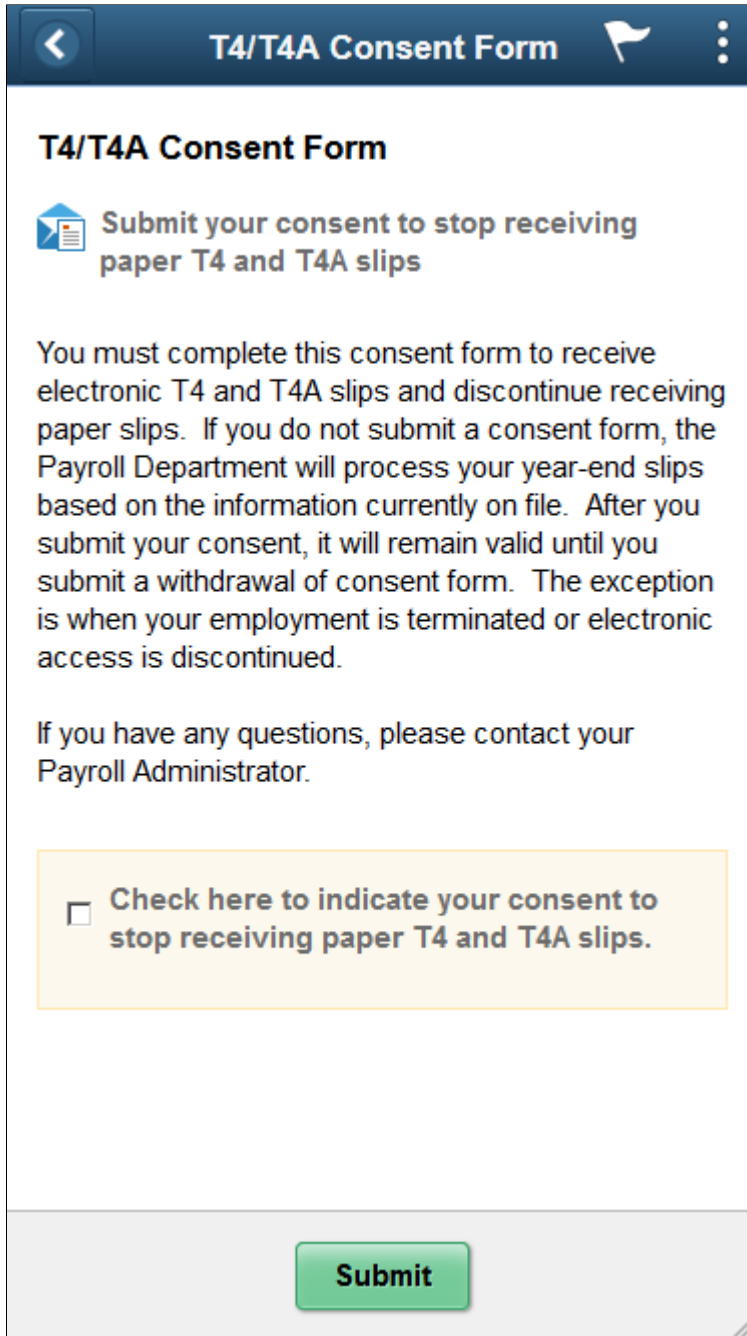 T4/T4A Consent Form
T4/T4A Consent Form
Submit your consent to stop receiving
paper T4 and T4A slips
You must complete this consent form to receive
electronic T4 and T4A slips and discontinue receiving
paper slips.  If you do not submit a consent form, the
Payroll Department will process your year-end slips
based on the information currently on file.  After you
submit your consent, it will remain valid until you
submit a withdrawal of consent form.  The exception
is when your employment is terminated or electronic
access is discontinued.
If you have any questions, please contact your
Payroll Administrator.
Check here to indicate your consent to
stop receiving paper T4 and T4A slips.
Submit